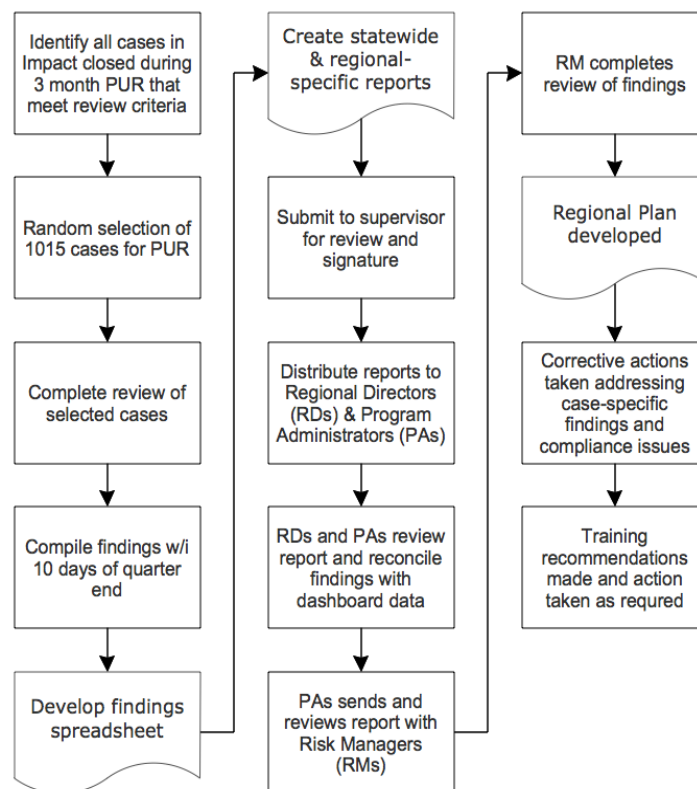 Identify all cases in
Impact closed during
3 month PUR that
meet review criteria
Random selection of
1015 cases for PUR
Complete review of
selected cases
Compile findings w/i
10 days of quarter
end
Develop findings
spreadsheet
Create statewide
& regional-
specific reports
Submit to supervisor
for review and
signature
Distribute reports to
Regional Directors
(RDs) & Program
Administrators (PAs)
RDs and PAs review
report and reconcile
findings with
dashboard data
PAs sends and
reviews report with
Risk Managers
(RMs)
RM completes
review of findings
Regional Plan
developed
Corrective actions
taken addressing
case-specific
findings and
compliance issues
Training
recommendations
made and action
taken as requred